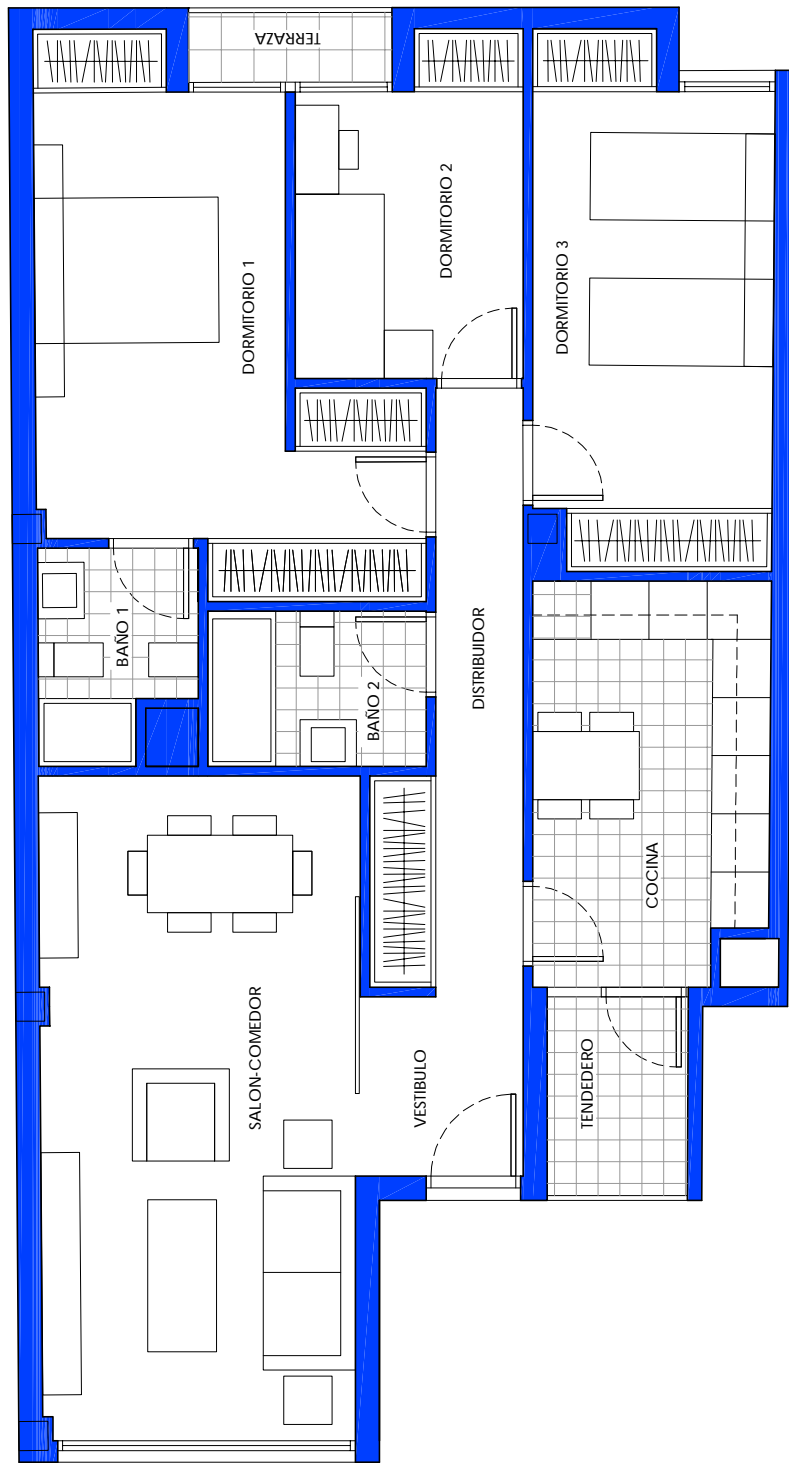 TERRAZA
DORMITORIO 1
DORMITORIO 2
DORMITORIO 3
BAÑO 1
BAÑO 2
DISTRIBUIDOR
COCINA
SALON-COMEDOR
VESTIBULO
TENDEDERO